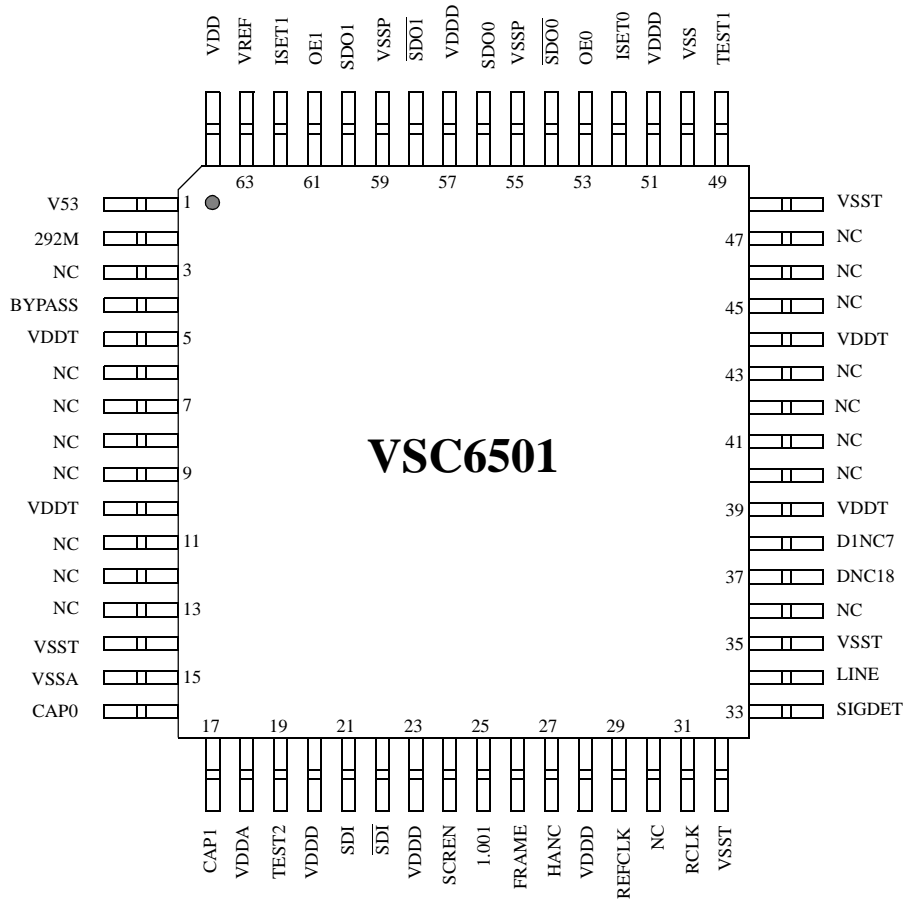 VDD
VREF
ISET1
OE1
SDO1
VSSP
S̅D̅O̅1̅
VDDD
SDO0
VSSP
S̅D̅O̅0̅
OE0
ISET0
VDDD
VSS
TEST1
63
61
59
57
55
53
51
49
V53
1
292M
NC
3
BYPASS
VDDT
5
NC
NC
7
NC
NC
9
VDDT
NC
11
NC
NC
13
VSST
VSSA
15
CAP0
VSC6501
VSST
47
NC
NC
45
NC
VDDT
43
NC
NC
41
NC
NC
39
VDDT
D1NC7
37
DNC18
NC
35
VSST
LINE
33
SIGDET
17
19
21
23
25
27
29
31
CAP1
VDDA
TEST2
VDDD
SDI
S̅D̅I̅
VDDD
SCREN
1.001
FRAME
HANC
VDDD
REFCLK
NC
RCLK
VSST